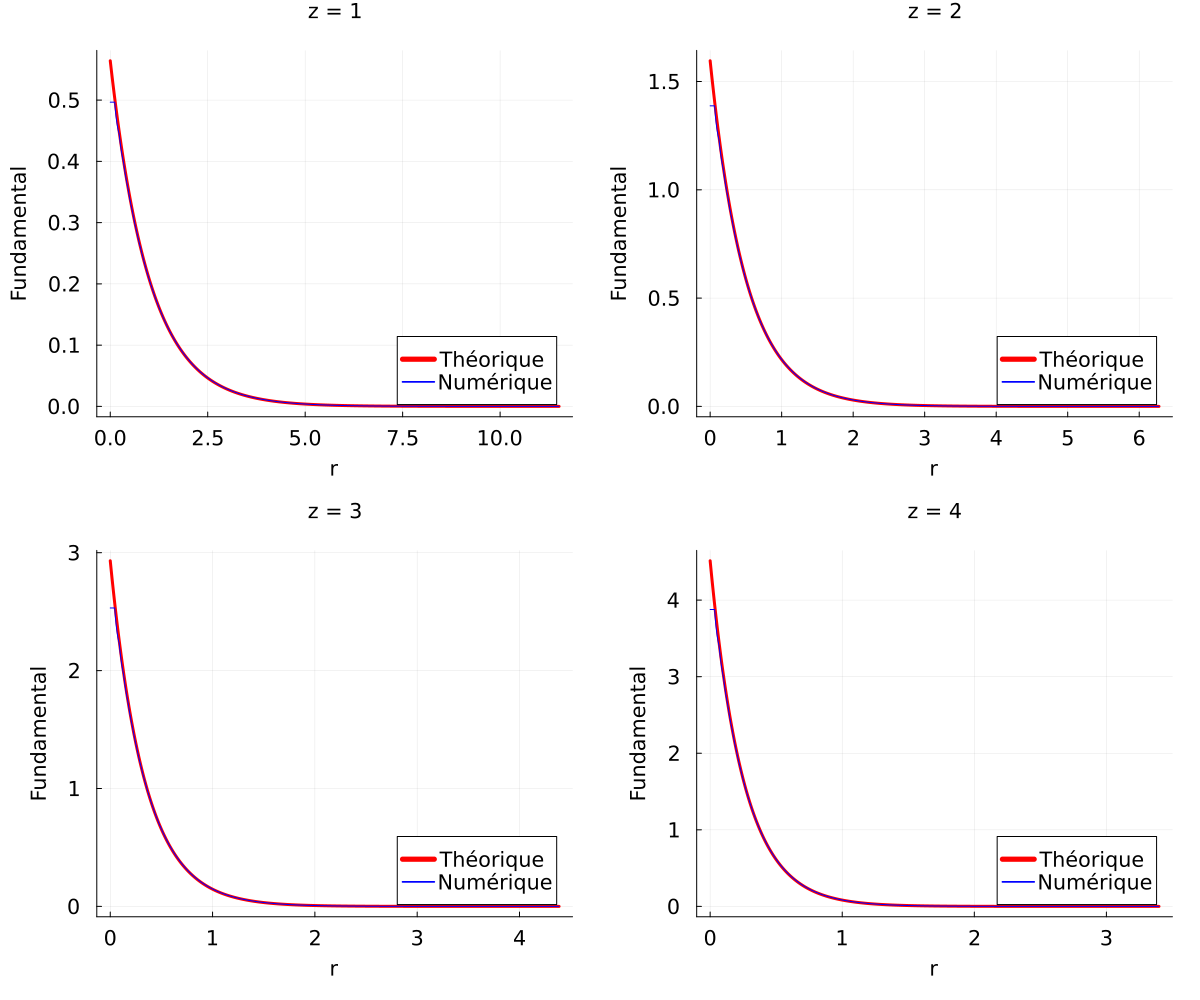 z = 1
Fundamental
0.5
0.4
0.3
0.2
0.1
0.0
Théorique
Numérique
0.0 2.5 5.0 7.5 10.0
r
z = 2
Fundamental
1.5
1.0
0.5
0.0
Théorique
Numérique
0 1 2 3 4 5 6
r
z = 3
Fundamental
3
2
1
0
Théorique
Numérique
0 1 2 3 4
r
z = 4
Fundamental
4
3
2
1
0
Théorique
Numérique
0 1 2 3
r